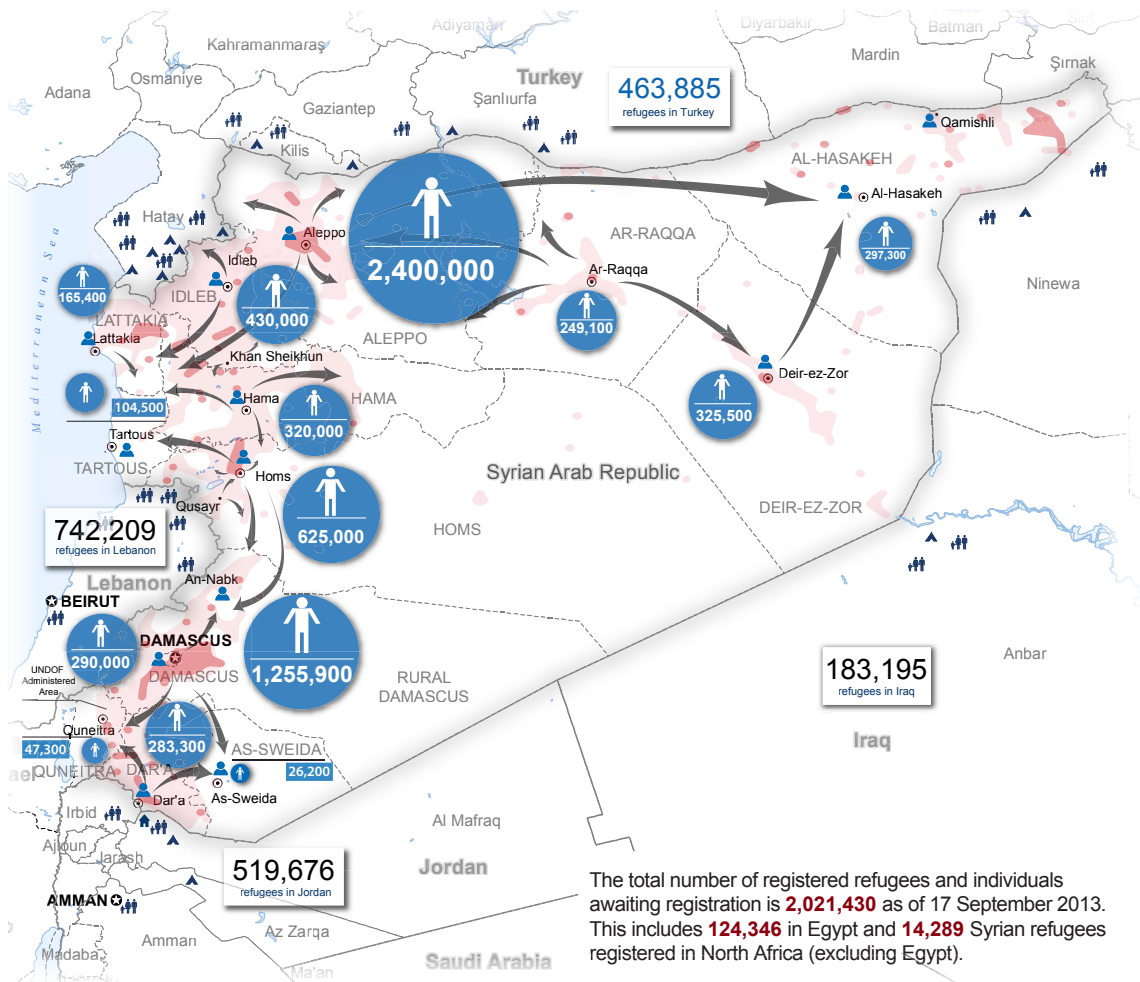 Adiyaman
Diyarbakir
Batman
Siirt
Kahramanmaraş
Mardin
Şırnak
Osmaniye
Turkey
463,885
refugees in Turkey
Adana
Gaziantep
Şanlıurfa
Qamishli
Kilis
AL-HASAKEH
Al-Hasakeh
Hatay
Aleppo
2,400,000
AR-RAQQA
297,300
Mediterranean Sea
Idleb
Ar-Raqqa
Ninewa
165,400
IDLEB
430,000
249,100
LATTAKIA
Lattakia
ALEPPO
Khan Sheikhun
Deir-ez-Zor
Hama
HAMA
104,500
320,000
325,500
Tartous
TARTOUS
Homs
Syrian Arab Republic
Qusayr
DEIR-EZ-ZOR
742,209
refugees in Lebanon
625,000
HOMS
Lebanon
An-Nabk
BEIRUT
DAMASCUS
290,000
1,255,900
Anbar
183,195
refugees in Iraq
UNDOF
Administered
Area
DAMASCUS
RURAL
DAMASCUS
Quneitra
283,300
Iraq
47,300
AS-SWEIDA
26,200
ael
QUNEITRA
DAR'A
Dar'a
As-Sweida
Irbid
Al Mafraq
Ajloun
Jarash
519,676
refugees in Jordan
Jordan
AMMAN
Amman
Az Zarqa
Madaba
Ma'an
Saudi Arabia
The total number of registered refugees and individuals
awaiting registration is 2,021,430 as of 17 September 2013.
This includes 124,346 in Egypt and 14,289 Syrian refugees
registered in North Africa (excluding Egypt).